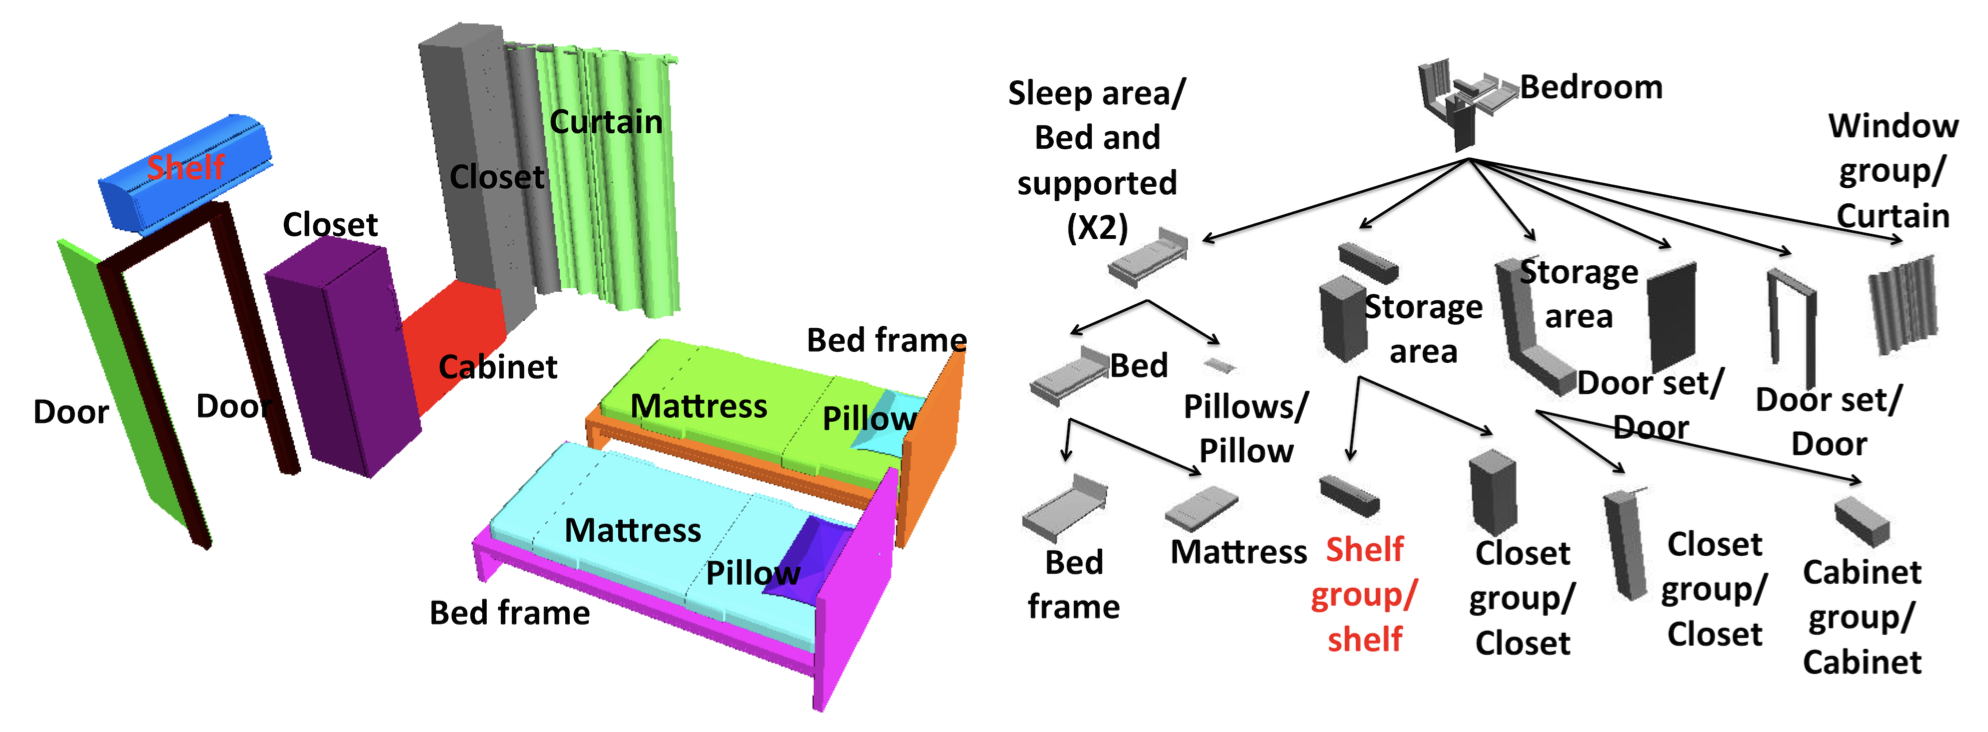 Shelf
Curtain
Closet
Closet
Cabinet
Door
Door
Bed frame
Mattress
Pillow
Mattress
Pillow
Bed frame
Bedroom
Sleep area/
Bed and
supported
(X2)
Window
group/
Curtain
Storage
area
Storage
area
Door set/
Door
Door set/
Door
Bed
Pillows/
Pillow
Bed
frame
Mattress
Shelf
group/
shelf
Closet
group/
Closet
Closet
group/
Closet
Cabinet
group/
Cabinet